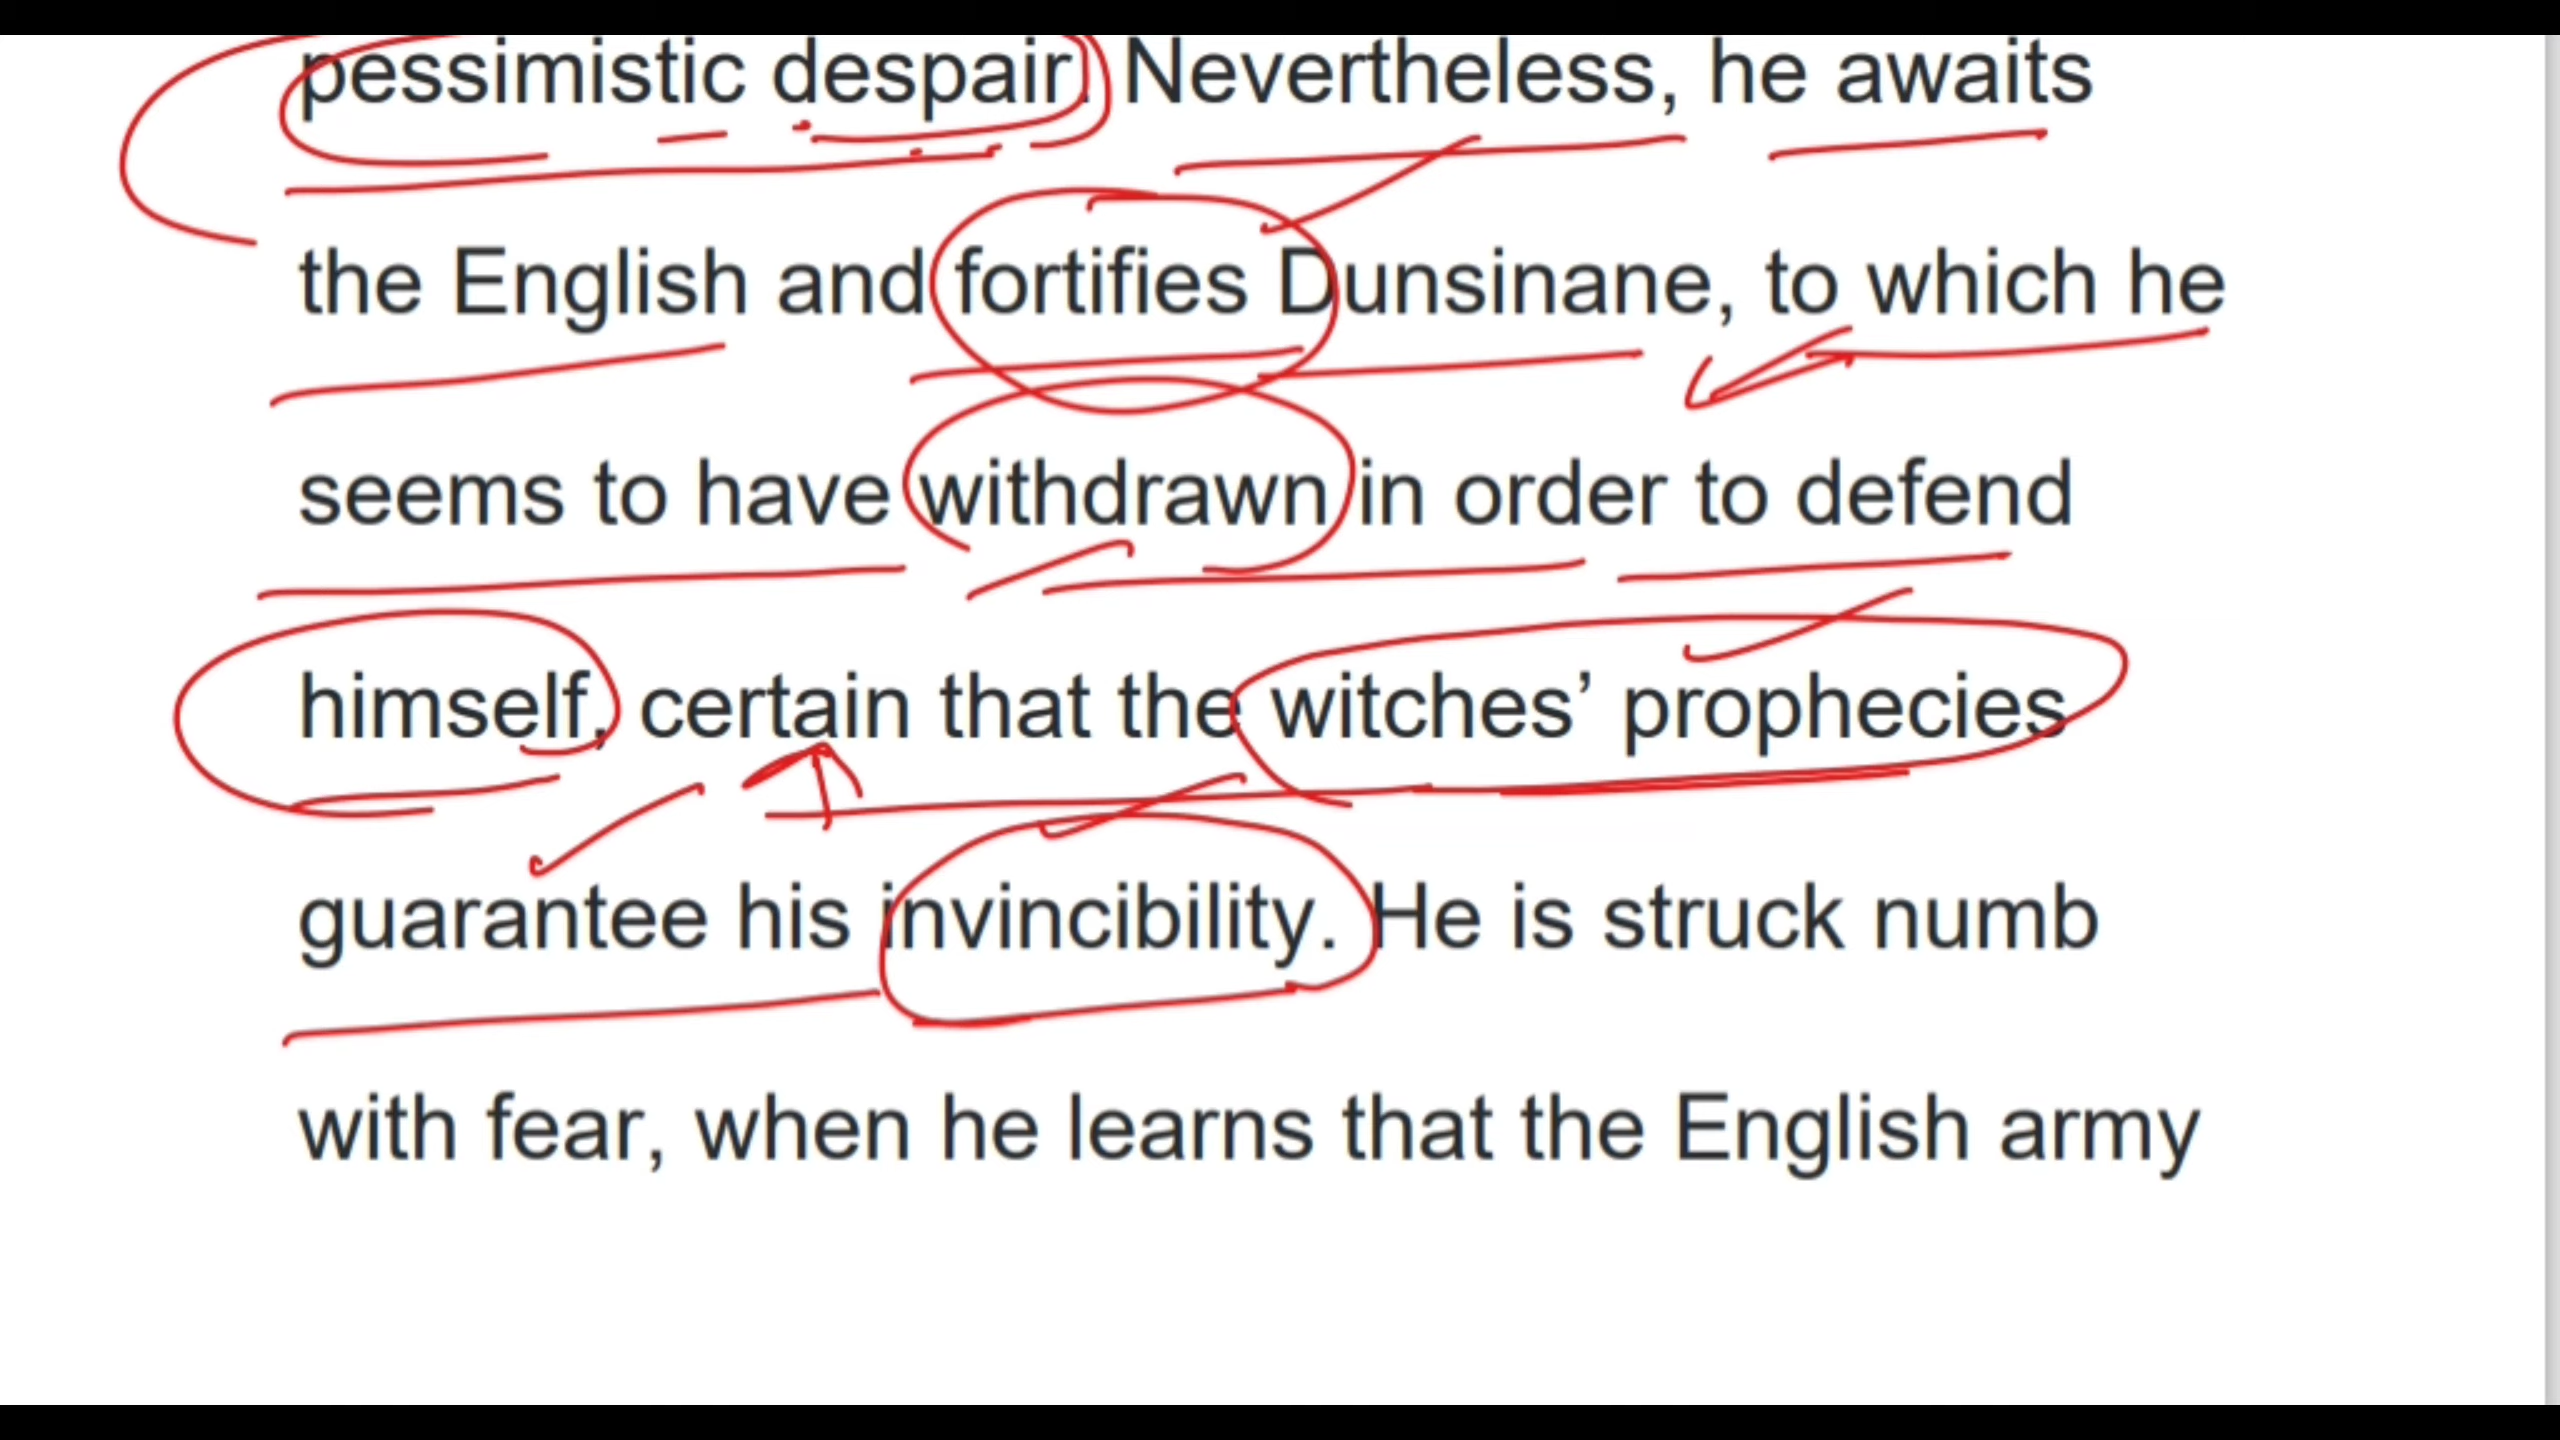 pessimistic despair. Nevertheless, he awaits
the English and fortifies Dunsinane, to which he
seems to have withdrawn in order to defend
himself, certain that the witches’ prophecies
guarantee his invincibility. He is struck numb
with fear, when he learns that the English army